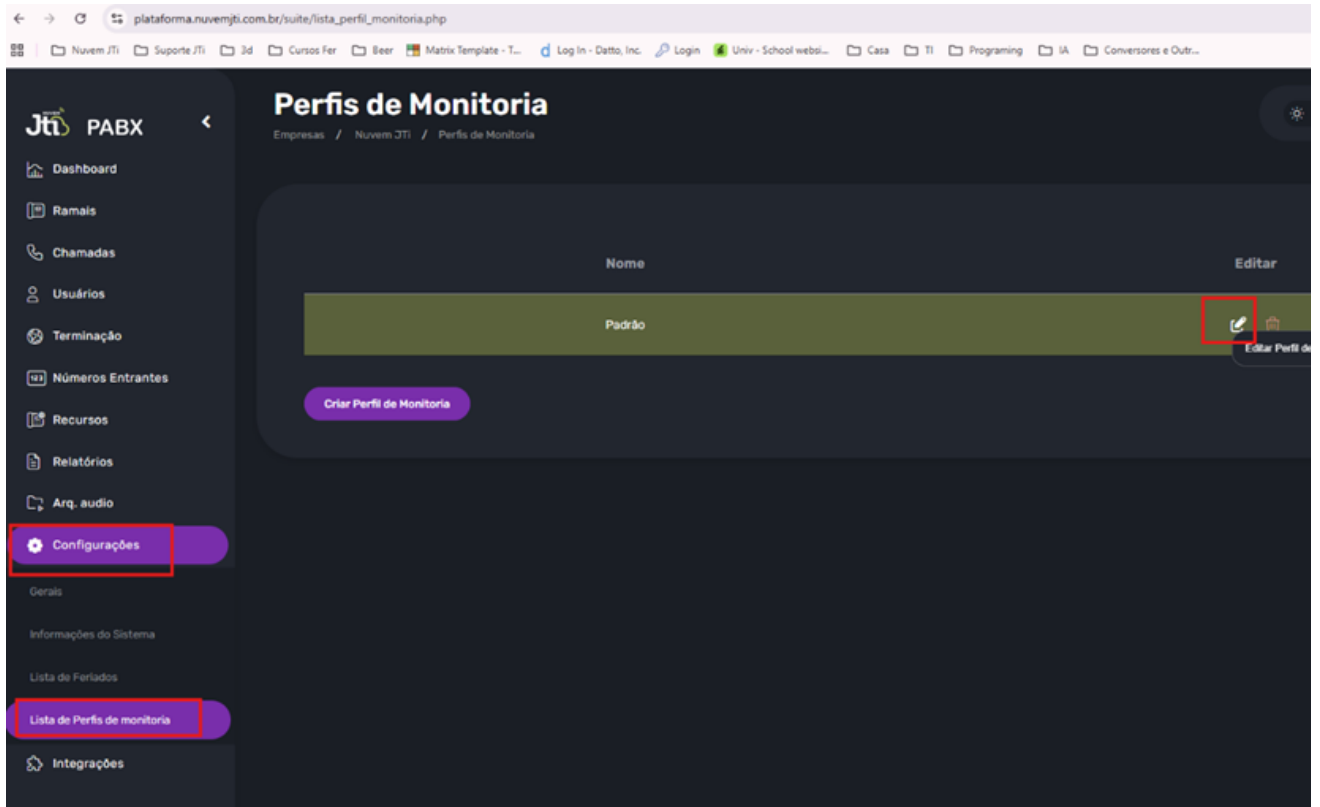 plataforma.nuvemjti.com.br/suite/lista_perfil_monitoria.php
Nuvem JTi Suporte JTi 3d Cursos Fer Beer Matrix Template - T... Log In - Datto, Inc. Login Univ - School websi... Casa TI Programing IA Conversores e Outr...
Jti PABX
Perfis de Monitoria
Empresas / Nuvem JTi / Perfis de Monitoria
Dashboard
Ramais
Chamadas
Usuários
Terminação
Números Entrantes
Recursos
Relatórios
Arq. audio
Configurações
Gerais
Informações do Sistema
Lista de Feriados
Lista de Perfis de monitoria
Integrações
Nome Editar
Padrão
Editar Perfil de
Criar Perfil de Monitoria